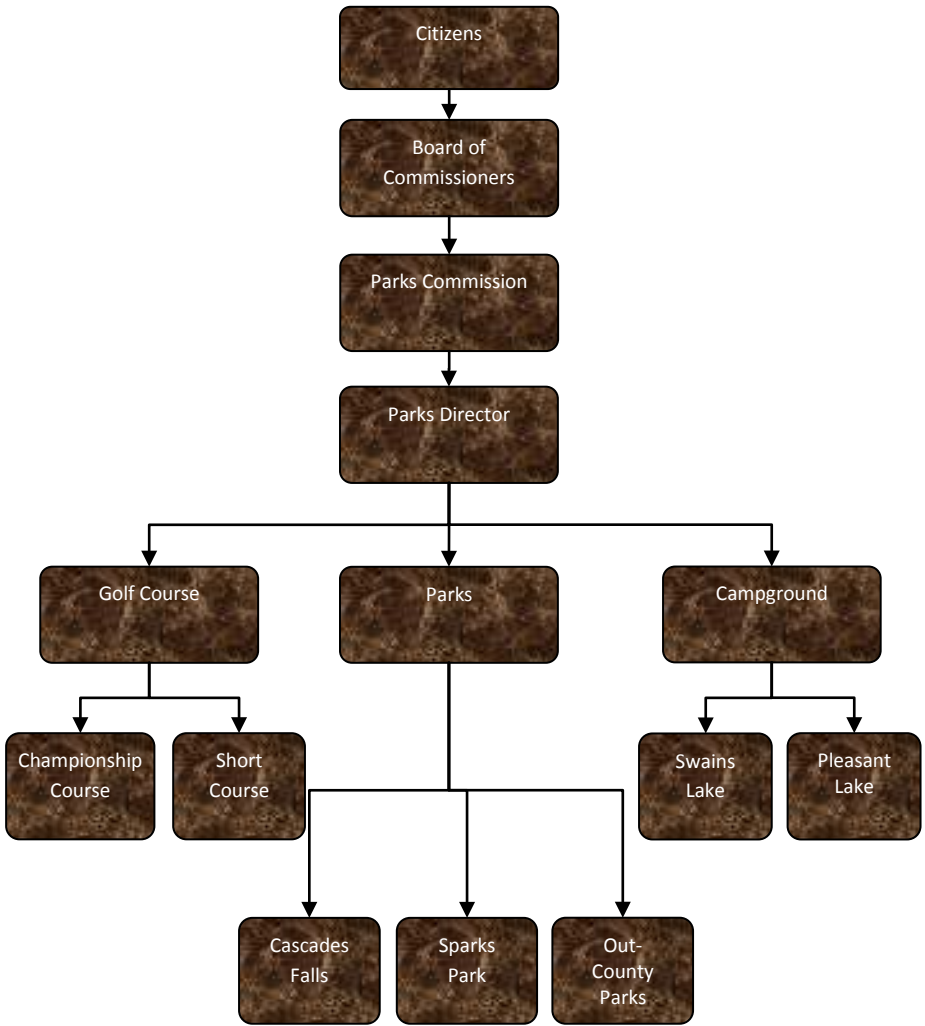 Citizens
Board of
Commissioners
Parks Commission
Parks Director
Golf Course
Parks
Campground
Championship
Course
Short
Course
Swains
Lake
Pleasant
Lake
Cascades
Falls
Sparks
Park
Out-
County
Parks